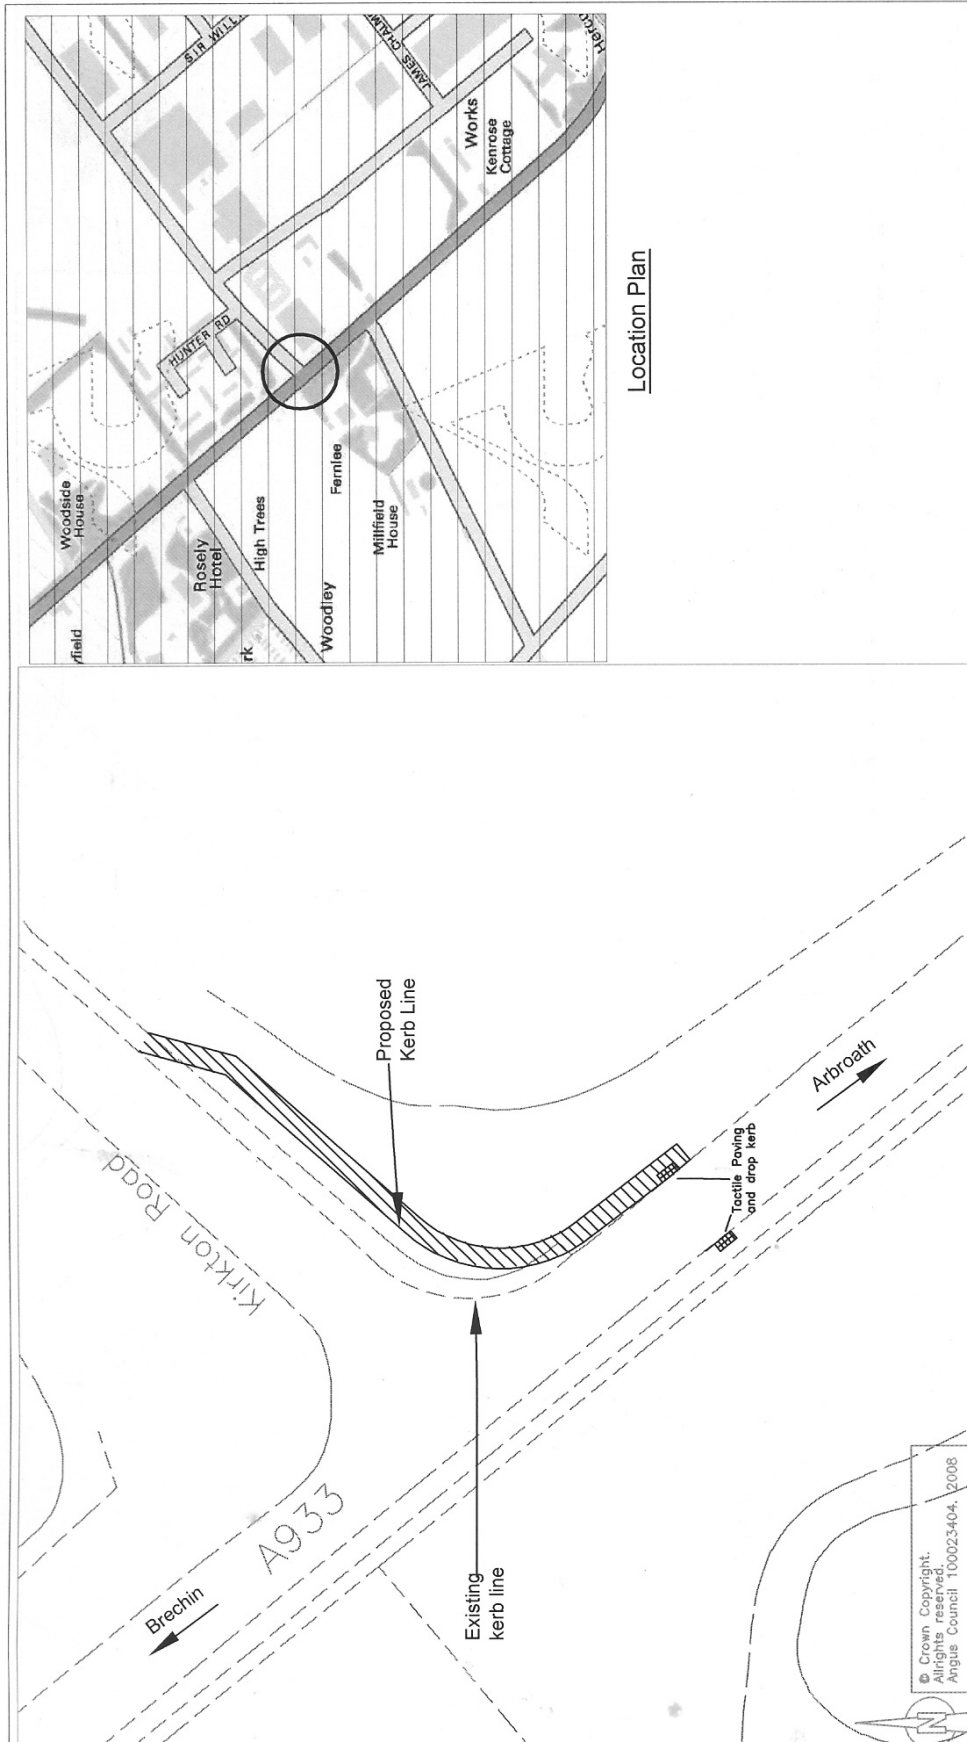 SIR WILL
JAMES CHALM
Works
Kenrose
Cottage
HUNTER RD
Woodside
House
Rosely
Hotel
High Trees
Fernlee
Woodley
Millfield
House
yfield
rk
Location Plan
Proposed
Kerb Line
Kirkton Road
Arbroath
Tactile Paving
and drop kerb
A933
Brechin
Existing
kerb line
© Crown Copyright.
Allrights reserved.
Angus Council 100023404. 2008
N